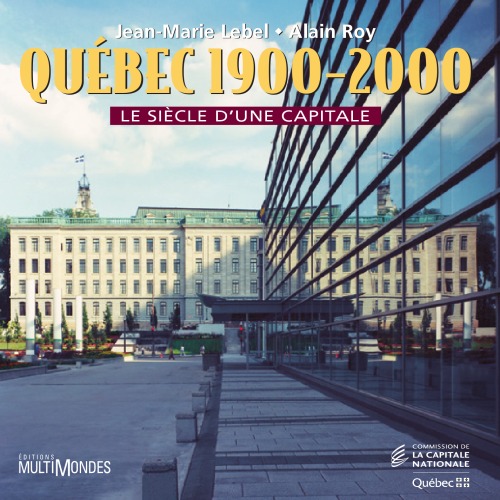 Jean-Marie Lebel • Alain Roy
QUÉBEC 1900-2000
LE SIÈCLE D'UNE CAPITALE
ÉDITIONS
MULTIMONDES
COMMISSION DE
LA CAPITALE
NATIONALE
Québec